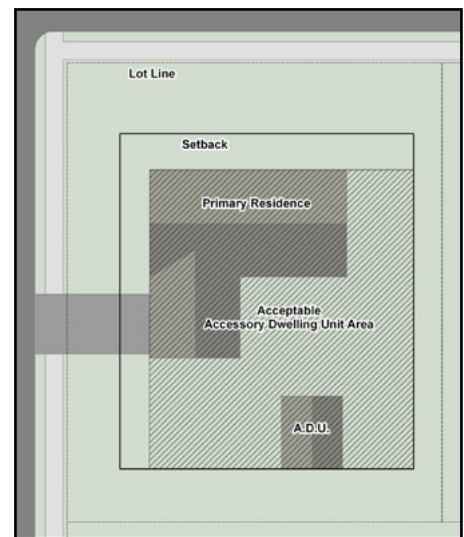 Lot Line
Setback
Primary Residence
Acceptable
Accessory Dwelling Unit Area
A.D.U.